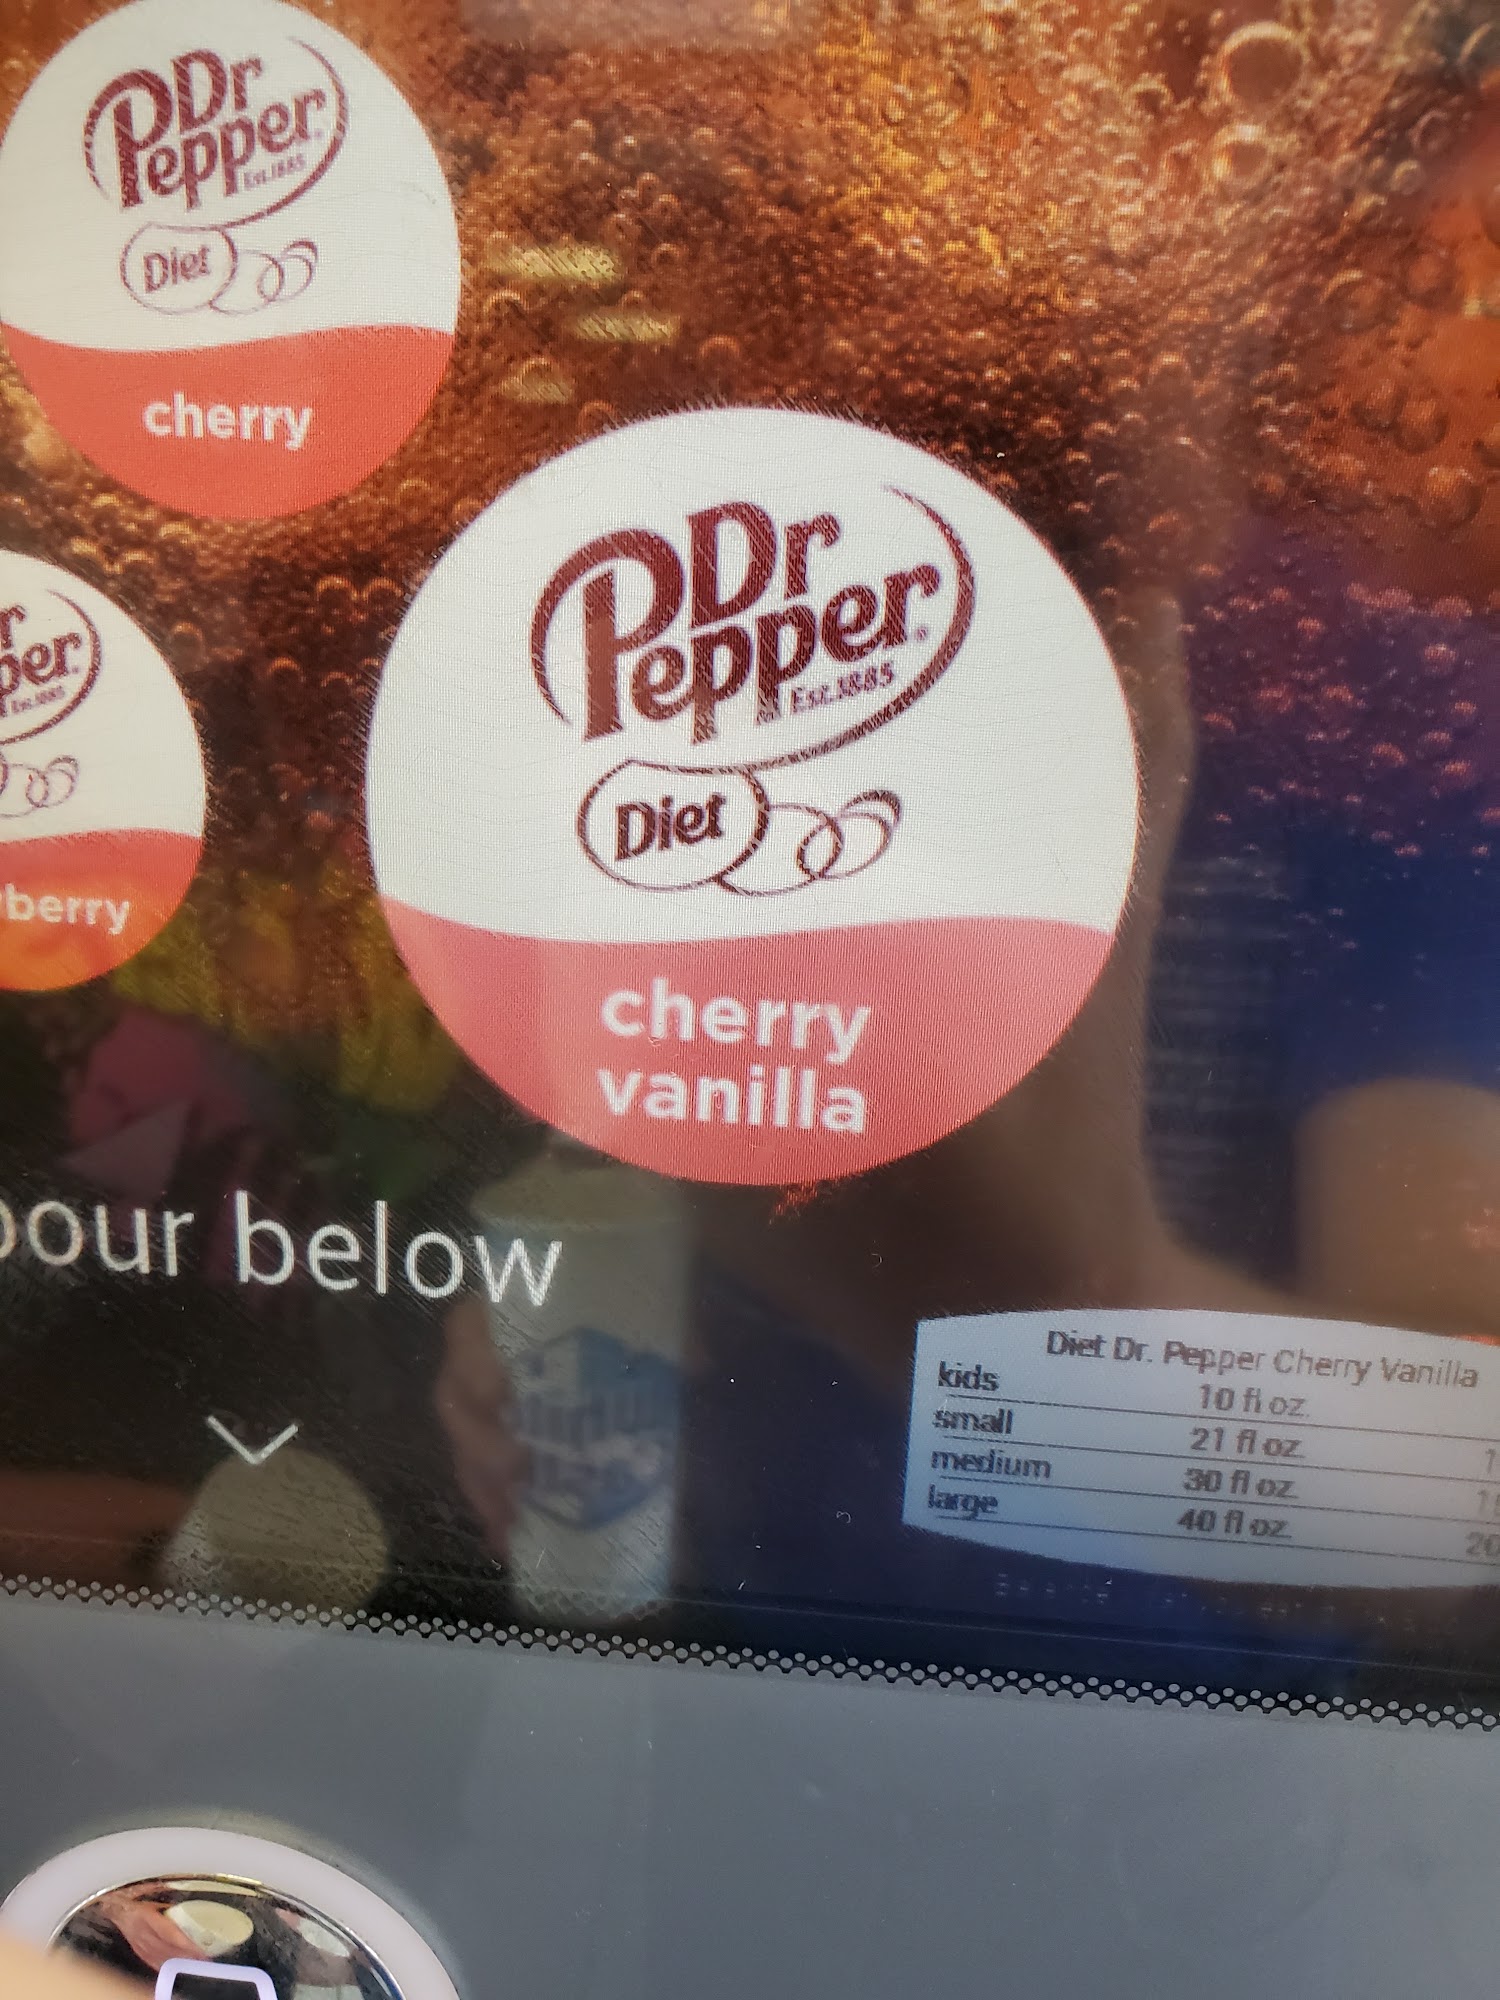 Dr
Pepper
EST.1885
Diet
cherry
Dr
Pepper
EST.1885
Diet
cherry
vanilla
berry
pour below
Diet Dr. Pepper Cherry Vanilla
kids 10 fl oz
small 21 fl oz
medium 30 fl oz
large 40 fl oz 20